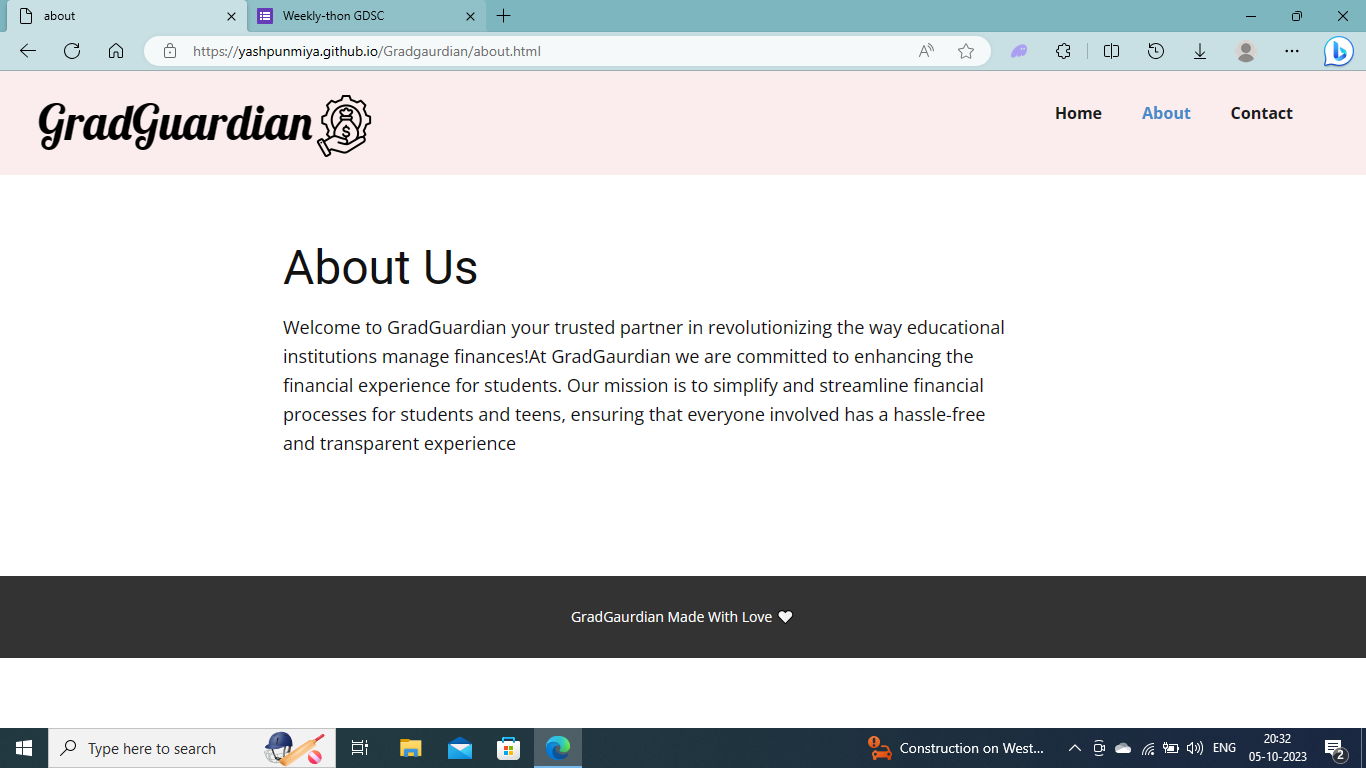 about
Weekly-thon GDSC
https://yashpunmiya.github.io/Gradgaurdian/about.html
GradGuardian
Home
About
Contact
About Us
Welcome to GradGuardian your trusted partner in revolutionizing the way educational
institutions manage finances!At GradGaurdian we are committed to enhancing the
financial experience for students. Our mission is to simplify and streamline financial
processes for students and teens, ensuring that everyone involved has a hassle-free
and transparent experience
GradGaurdian Made With Love
Type here to search
Construction on West...
ENG
20:32
05-10-2023
2